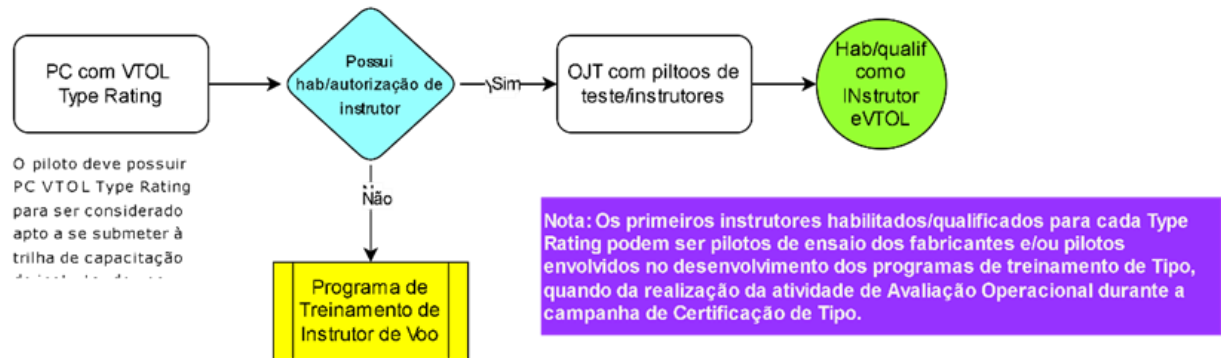 PC com VTOL
Type Rating
O piloto deve possuir
PC VTOL Type Rating
para ser considerado
apto a se submeter à
trilha de capacitação
Possui
hab/autorização de
instrutor
Sim
Não
OJT com piltoos de
teste/instrutores
Hab/qualif
como
INstrutor
eVTOL
Programa de
Treinamento de
Instrutor de Voo
Nota: Os primeiros instrutores habilitados/qualificados para cada Type
Rating podem ser pilotos de ensaio dos fabricantes e/ou pilotos
envolvidos no desenvolvimento dos programas de treinamento de Tipo,
quando da realização da atividade de Avaliação Operacional durante a
campanha de Certificação de Tipo.